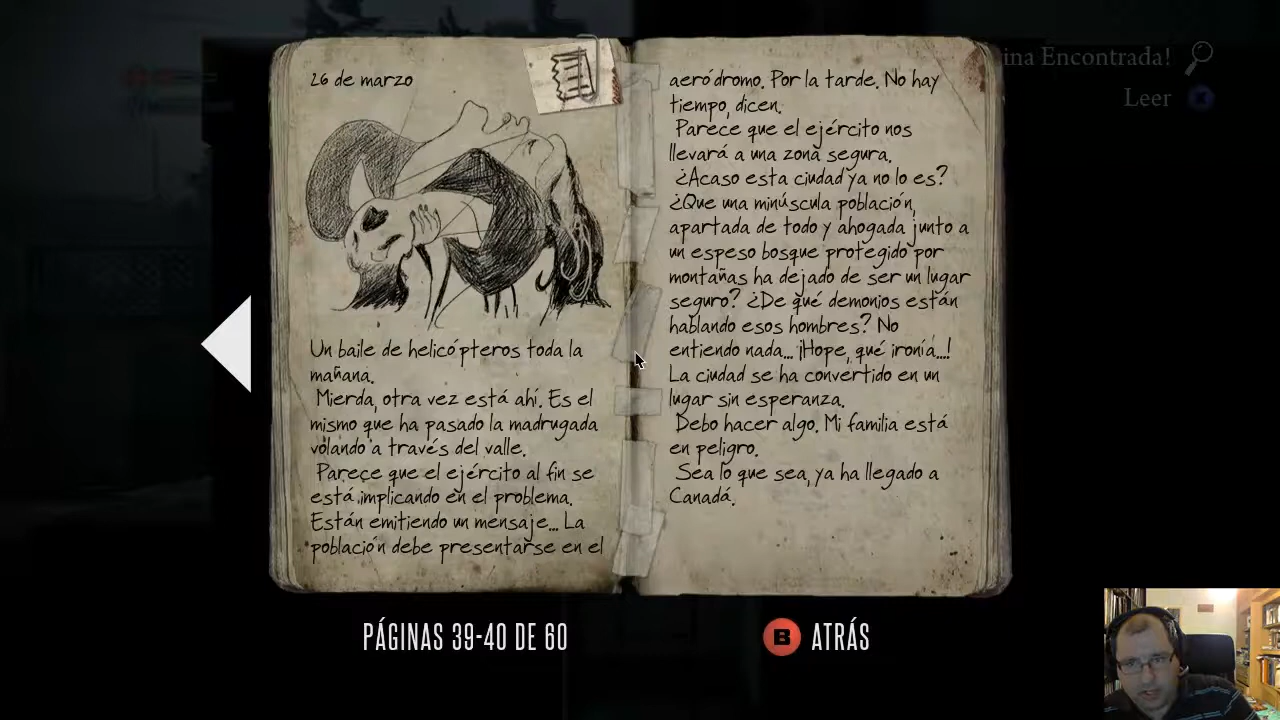 26 de marzo
Un baile de helicópteros toda la
mañana.
Mierda, otra vez está ahí. Es el
mismo que ha pasado la madrugada
volando a través del valle.
Parece que el ejército al fin se
está implicando en el problema.
Están emitiendo un mensaje... La
población debe presentarse en el
aeródromo. Por la tarde. No hay
tiempo, dicen.
Parece que el ejército nos
llevará a una zona segura.
¿Acaso esta ciudad ya no lo es?
¿Que una minúscula población,
apartada de todo y ahogada junto a
un espeso bosque protegido por
montañas ha dejado de ser un lugar
seguro? ¿De qué demonios están
hablando esos hombres? No
entiendo nada... ¡Hope, qué ironía...!
La ciudad se ha convertido en un
lugar sin esperanza.
Debo hacer algo. Mi familia está
en peligro.
Sea lo que sea, ya ha llegado a
Canadá.
ina Encontrada!
Leer X
PÁGINAS 39-40 DE 60
B ATRÁS